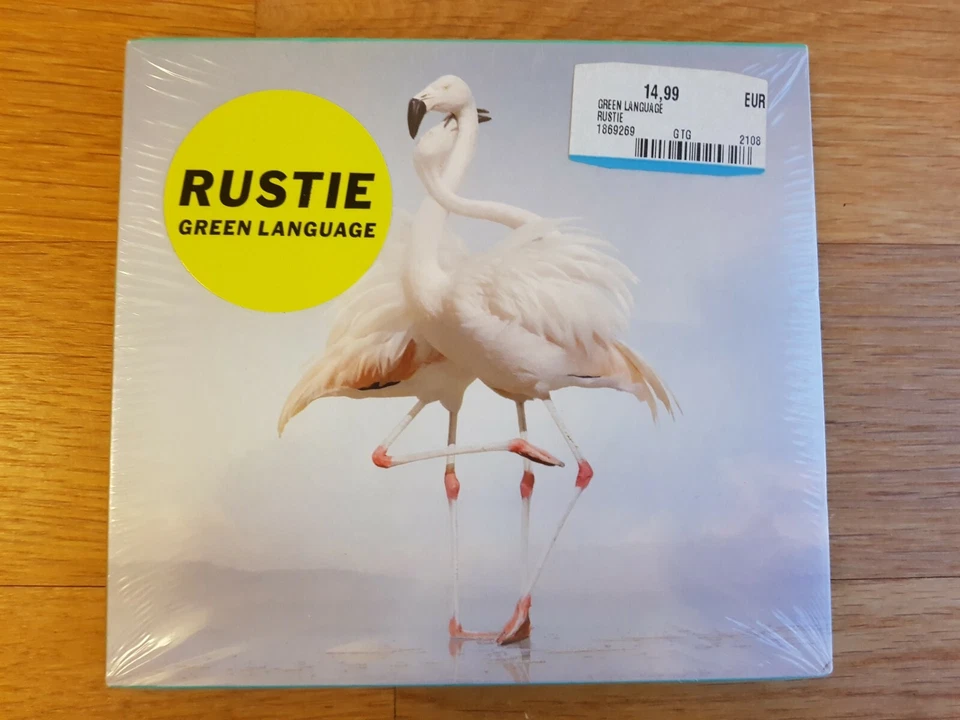 RUSTIE
GREEN LANGUAGE
14,99 EUR
GREEN LANGUAGE
RUSTIE
1869269 GTG 2108